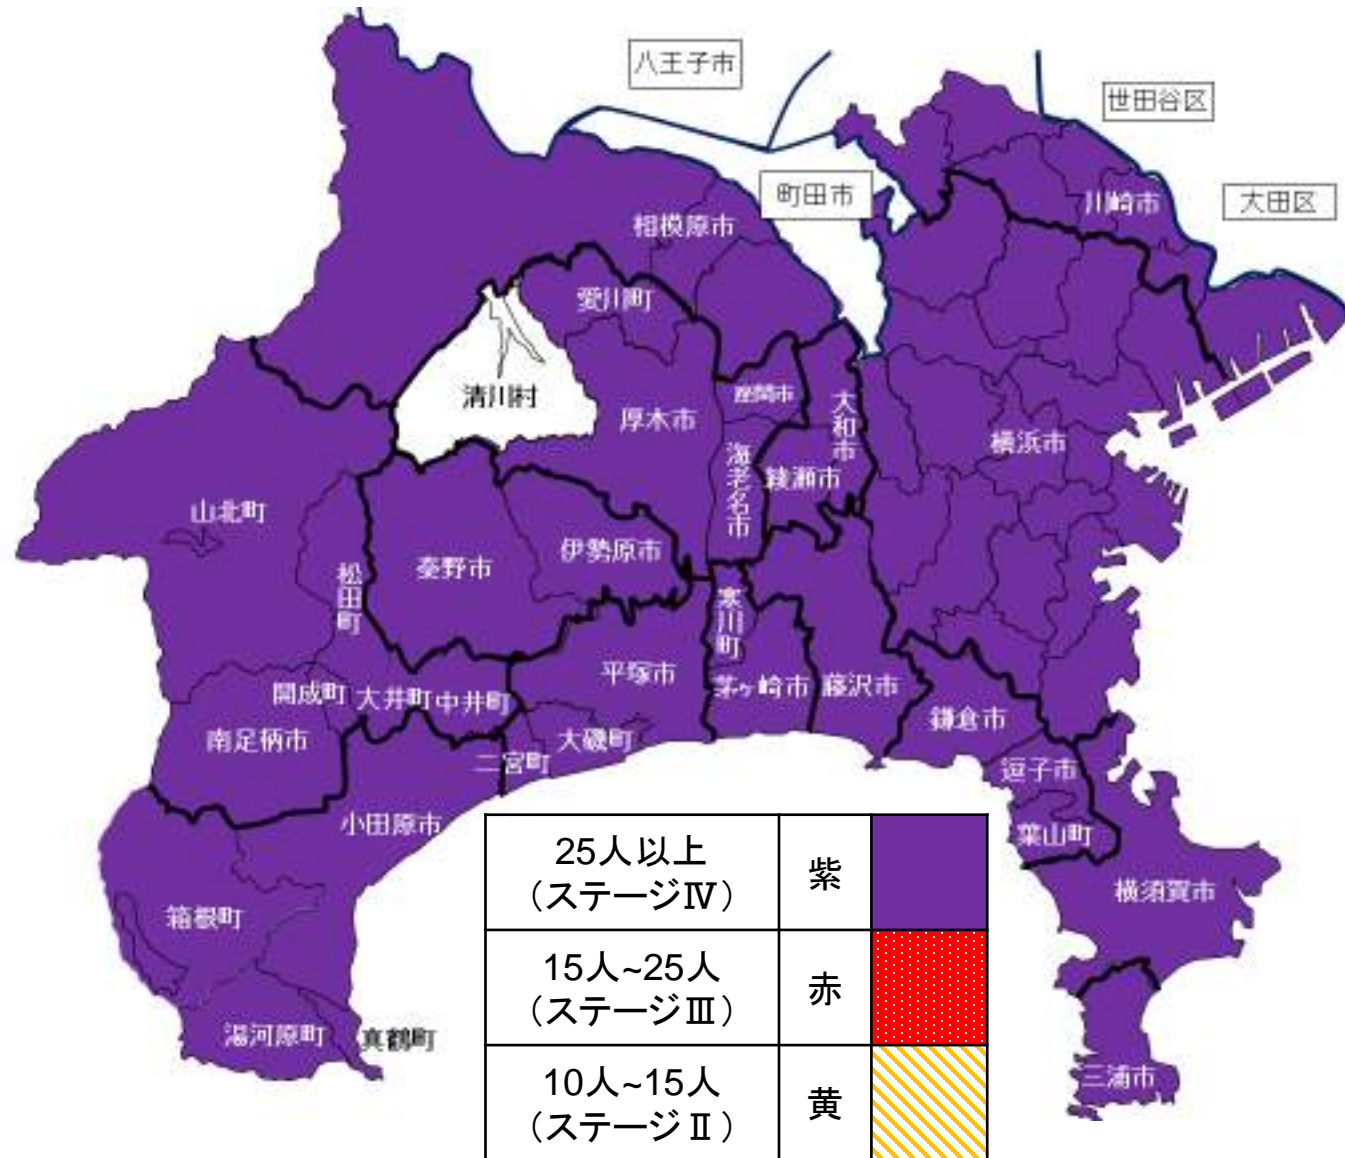 八王子市
世田谷区
町田市
大田区
川崎市
相模原市
愛川町
清川村
厚木市
座間市
大和市
海老名市
綾瀬市
横浜市
山北町
松田町
秦野市
伊勢原市
寒川町
平塚市
茅ヶ崎市
藤沢市
開成町
大井町
中井町
南足柄市
二宮町
大磯町
鎌倉市
逗子市
葉山町
小田原市
横須賀市
箱根町
湯河原町
真鶴町
三浦市
25人以上
（ステージⅣ）
紫
15人~25人
（ステージⅢ）
赤
10人~15人
（ステージⅡ）
黄